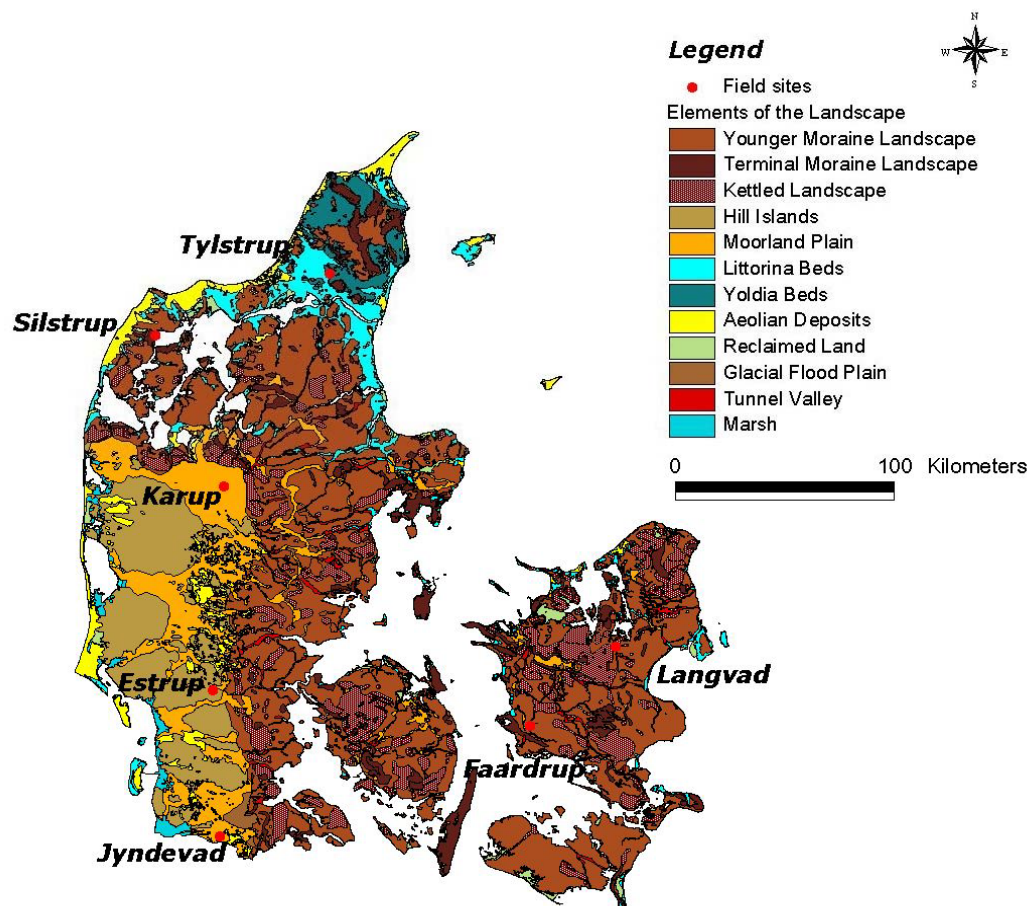 N
W E
S
Legend
Field sites
Elements of the Landscape
Younger Moraine Landscape
Terminal Moraine Landscape
Kettled Landscape
Hill Islands
Moorland Plain
Littorina Beds
Yoldia Beds
Aeolian Deposits
Reclaimed Land
Glacial Flood Plain
Tunnel Valley
Marsh
0 100 Kilometers
Tylstrup
Silstrup
Karup
Estrup
Langvad
Faardrup
Jyndevad